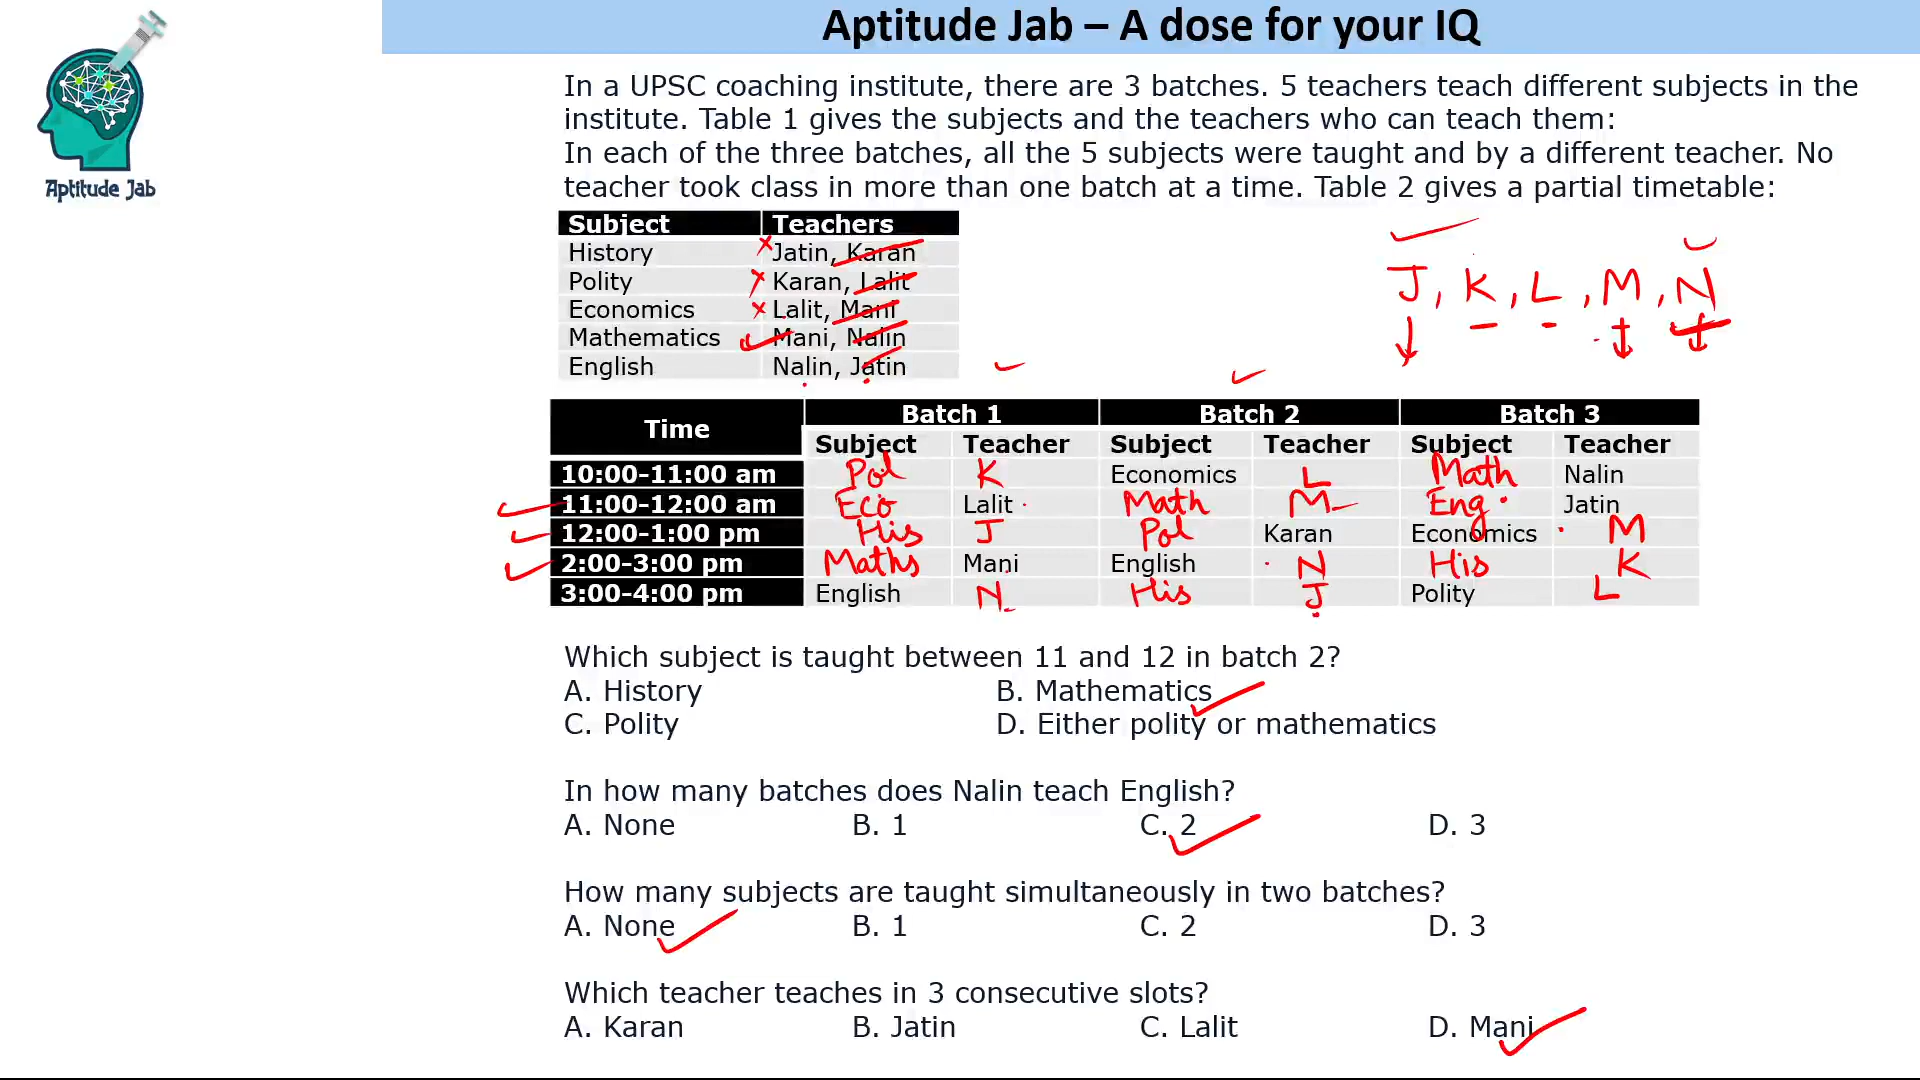 Aptitude Jab – A dose for your IQ
Aptitude Jab
In a UPSC coaching institute, there are 3 batches. 5 teachers teach different subjects in the
institute. Table 1 gives the subjects and the teachers who can teach them:
In each of the three batches, all the 5 subjects were taught and by a different teacher. No
teacher took class in more than one batch at a time. Table 2 gives a partial timetable:
Subject Teachers
History Jatin, Karan
Polity Karan, Lalit
Economics Lalit, Mani
Mathematics Mani, Nalin
English Nalin, Jatin
J, K, L, M, N
Time Batch 1 Batch 2 Batch 3
Subject Teacher Subject Teacher Subject Teacher
10:00-11:00 am Pol K Economics L Math Nalin
11:00-12:00 am Eco Lalit Math M Eng Jatin
12:00-1:00 pm His J Pol Karan Economics M
2:00-3:00 pm Maths Mani English N His K
3:00-4:00 pm English N His J Polity L
Which subject is taught between 11 and 12 in batch 2?
A. History B. Mathematics
C. Polity D. Either polity or mathematics
In how many batches does Nalin teach English?
A. None B. 1 C. 2 D. 3
How many subjects are taught simultaneously in two batches?
A. None B. 1 C. 2 D. 3
Which teacher teaches in 3 consecutive slots?
A. Karan B. Jatin C. Lalit D. Mani